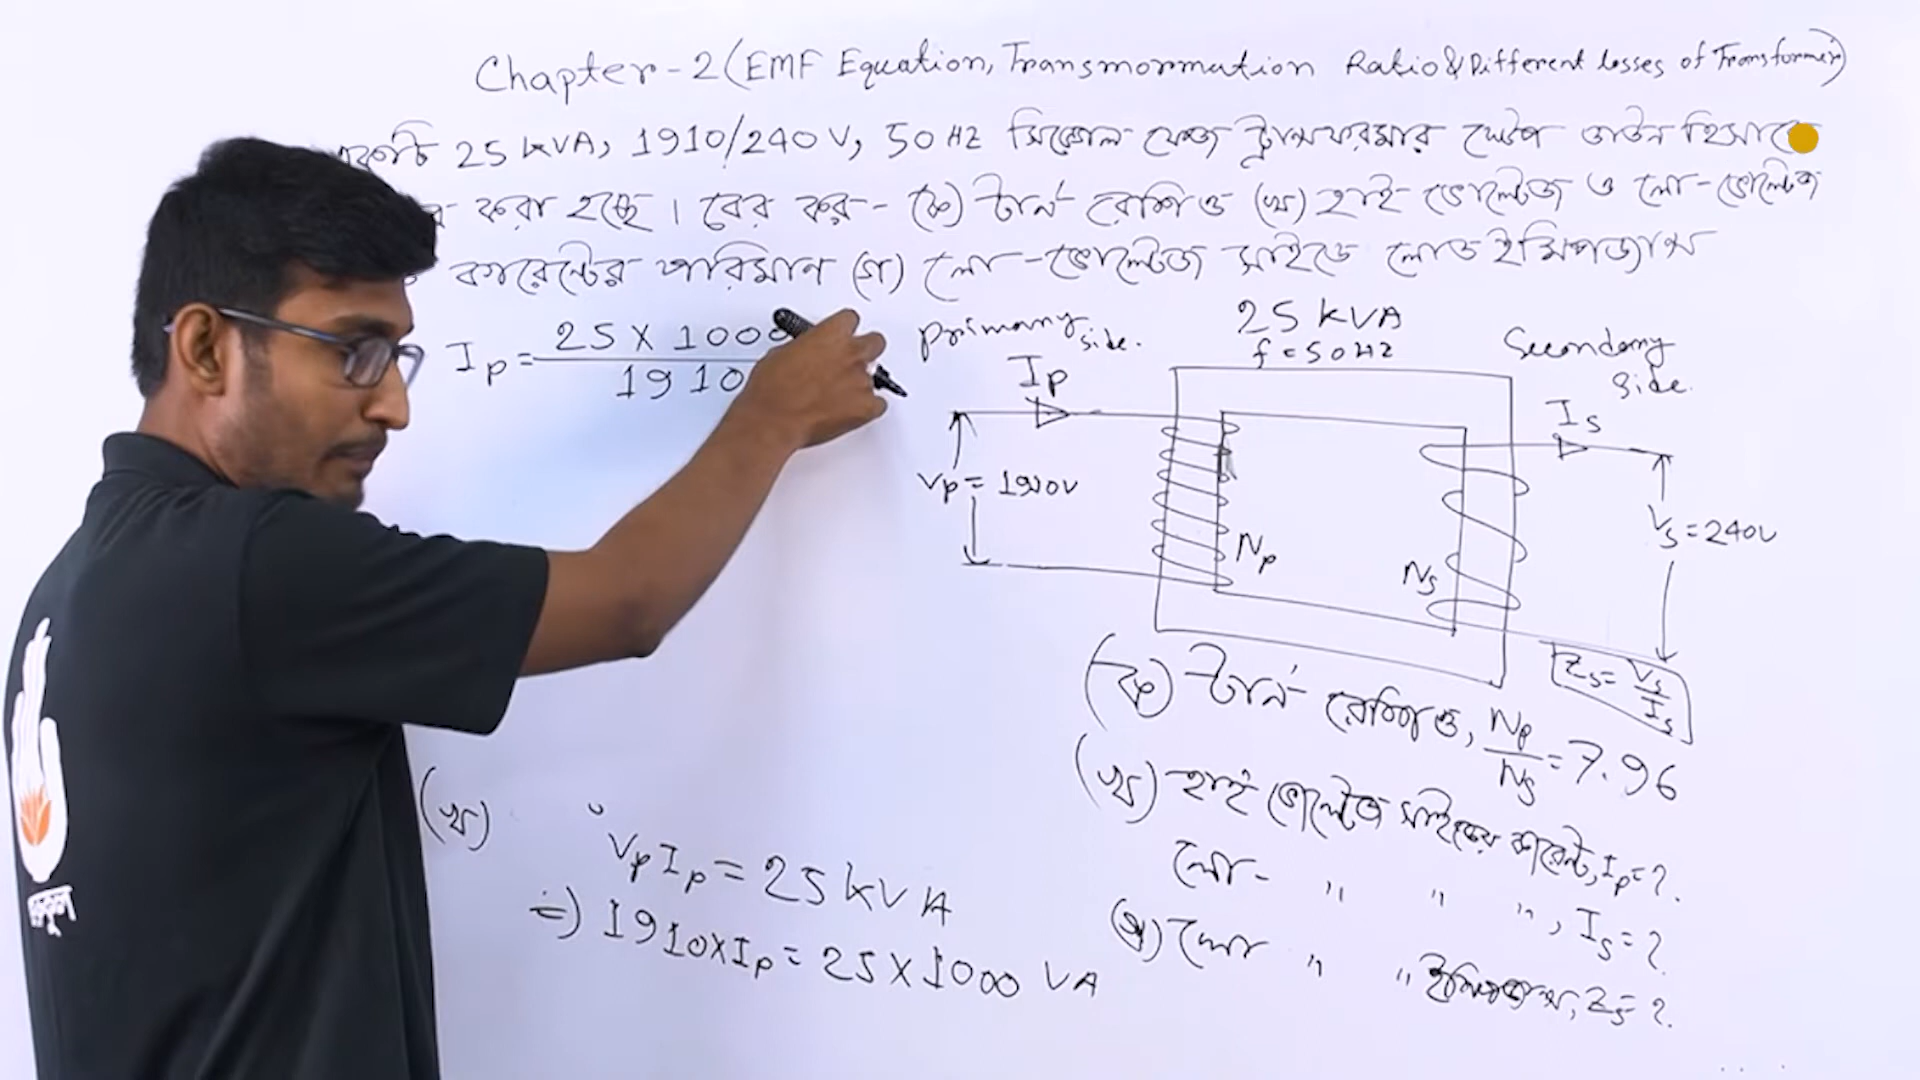 Chapter-2 (EMF Equation, Transmormation Ratio & Different losses of Transformer)
একটি 25 kVA, 1910/240 V, 50 Hz সিঙ্গেল ফেজ ট্রান্সফরমার স্টেপ ডাউন হিসাবে
করা হচ্ছে। বের কর- (ক) টার্ন রেশিও (খ) হাই ভোল্টেজ ও লো-ভোল্টেজ
কারেন্টের পরিমান (গ) লো-ভোল্টেজ সাইডে লোড ইম্পিড্যান্স
Ip = 25 X 1000 / 1910
primary side.
25 kVA
f = 50 Hz
Secondary side.
Ip
Is
Vp = 1910V
Vs = 240V
Np
Ns
Zs = Vs / Is
(ক) টার্ন রেশিও, Np / Ns = 7.96
(খ) হাই ভোল্টেজ সাইডের কারেন্ট, Ip = ?
লো- " " ", Is = ?
(গ) লো " " ইম্পিড্যান্স, Zs = ?
(খ)
VpIp = 25 kVA
=) 1910 x Ip = 25 X 1000 VA